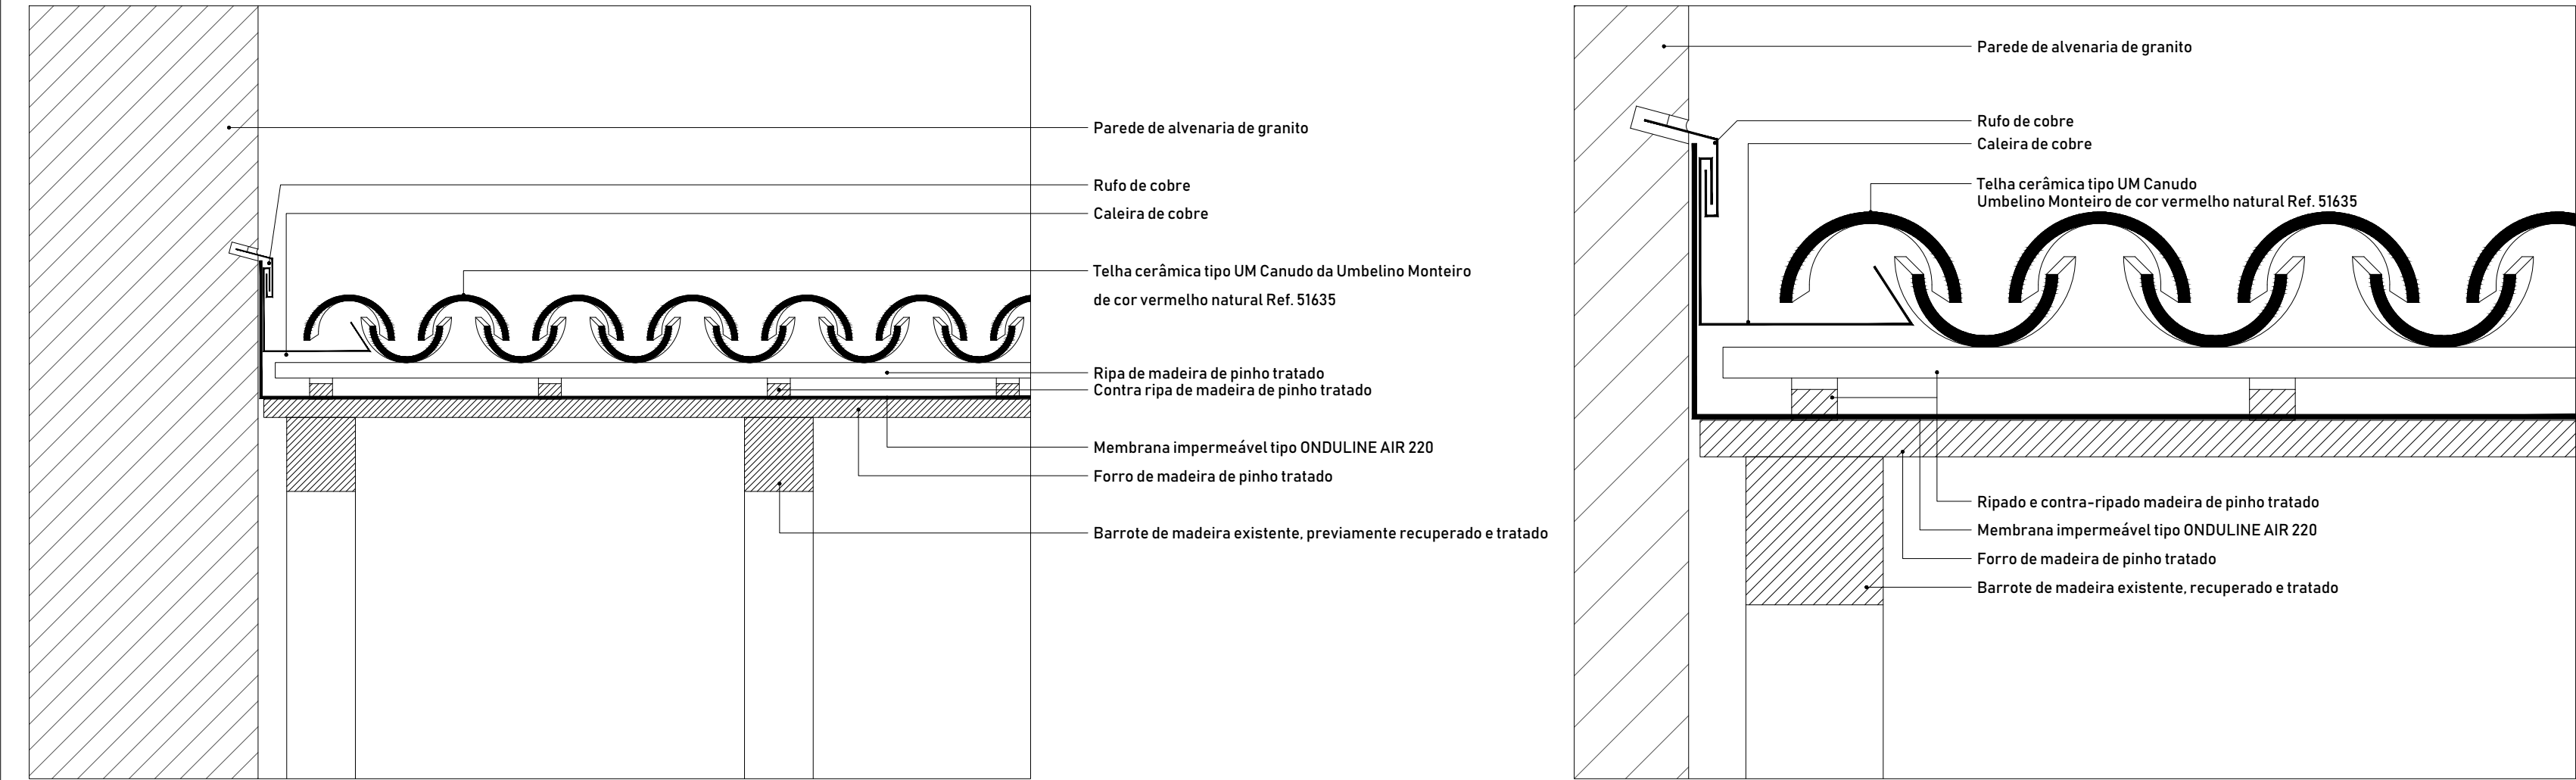 Parede de alvenaria de granito
Rufo de cobre
Caleira de cobre
Telha cerâmica tipo UM Canudo da Umbelino Monteiro
de cor vermelho natural Ref. 51635
Ripa de madeira de pinho tratado
Contra ripa de madeira de pinho tratado
Membrana impermeável tipo ONDULINE AIR 220
Forro de madeira de pinho tratado
Barrote de madeira existente, previamente recuperado e tratado
Parede de alvenaria de granito
Rufo de cobre
Caleira de cobre
Telha cerâmica tipo UM Canudo
Umbelino Monteiro de cor vermelho natural Ref. 51635
Ripado e contra-ripado madeira de pinho tratado
Membrana impermeável tipo ONDULINE AIR 220
Forro de madeira de pinho tratado
Barrote de madeira existente, recuperado e tratado